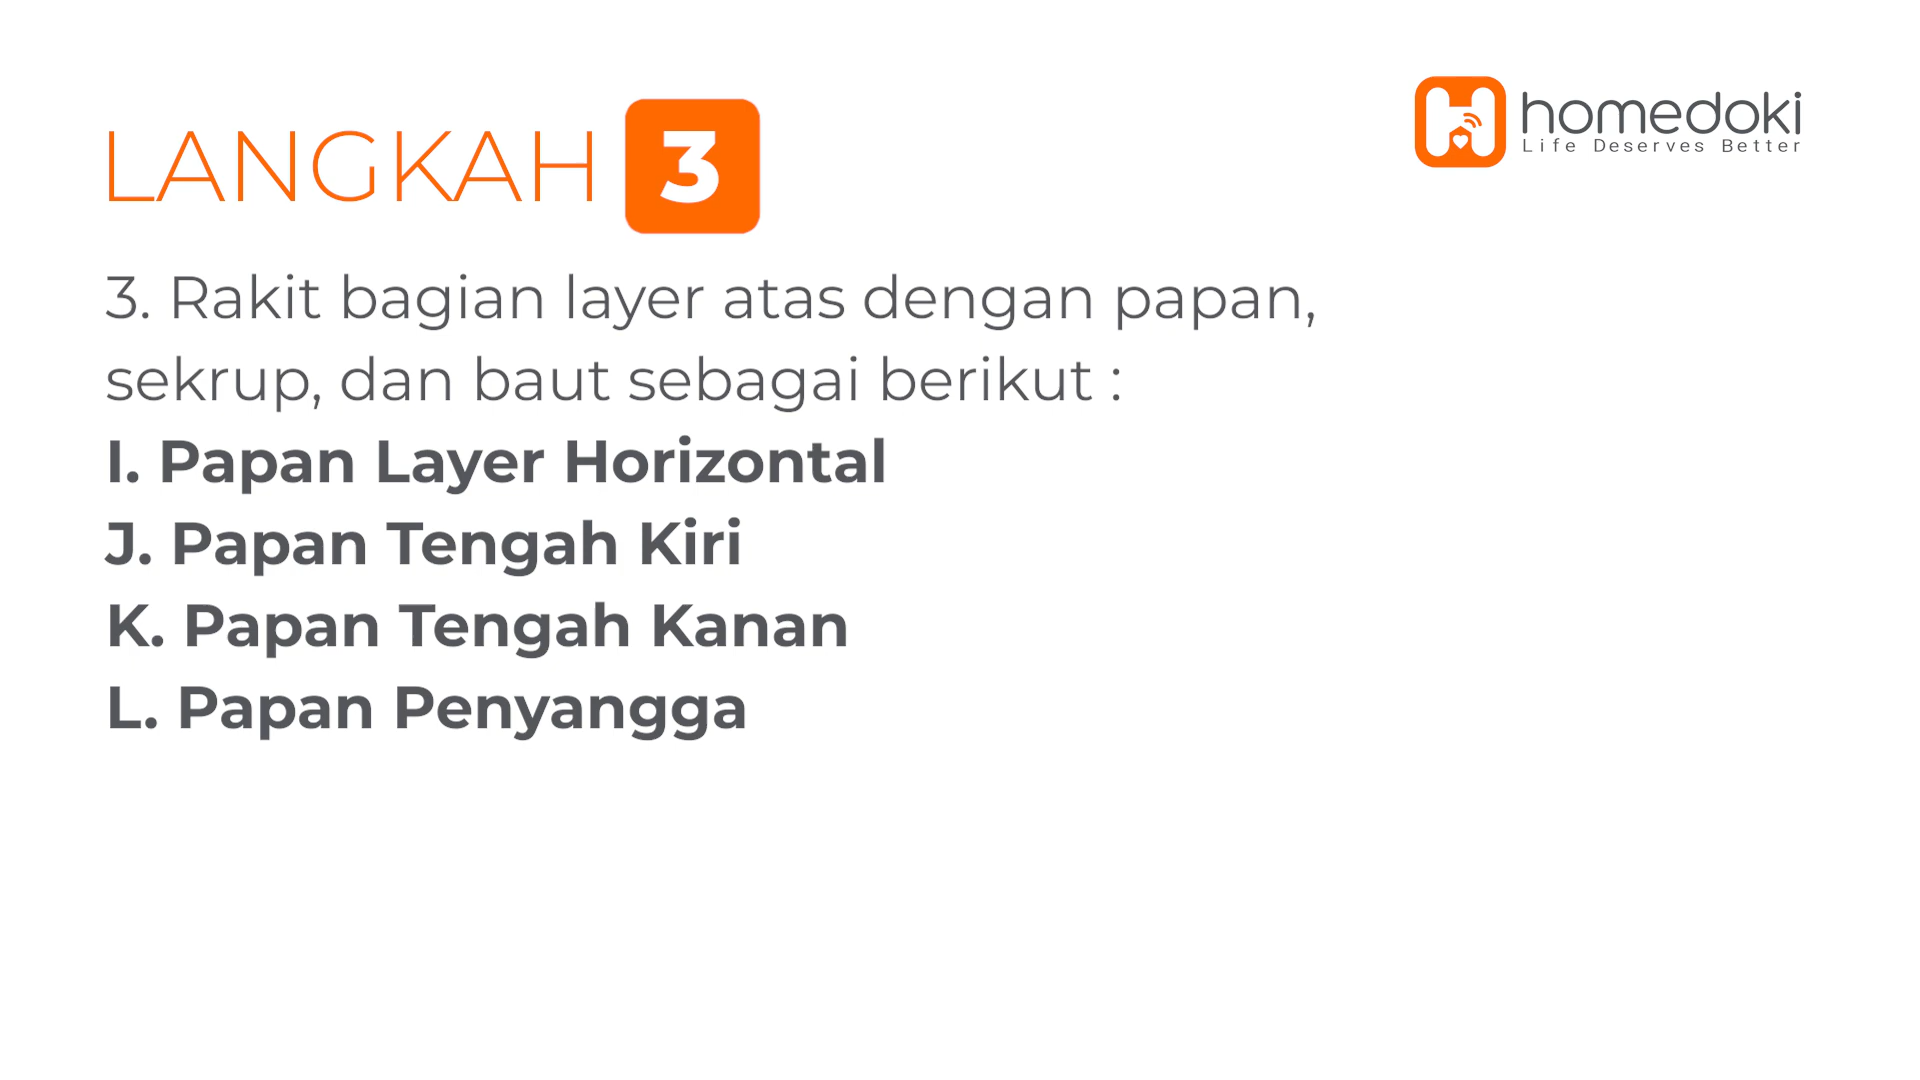 LANGKAH 3
homedoki
Life Deserves Better
3. Rakit bagian layer atas dengan papan,
sekrup, dan baut sebagai berikut :
I. Papan Layer Horizontal
J. Papan Tengah Kiri
K. Papan Tengah Kanan
L. Papan Penyangga